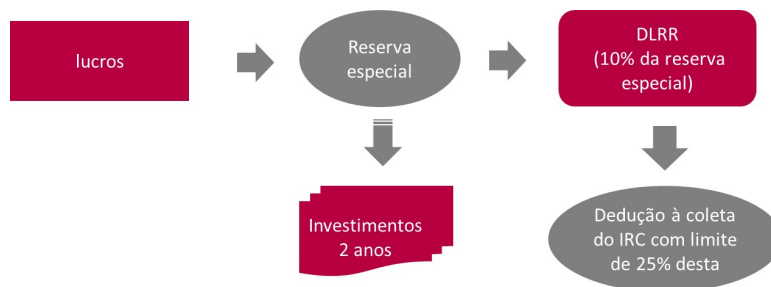 lucros
Reserva
especial
DLRR
(10% da reserva
especial)
Investimentos
2 anos
Dedução à coleta
do IRC com limite
de 25% desta